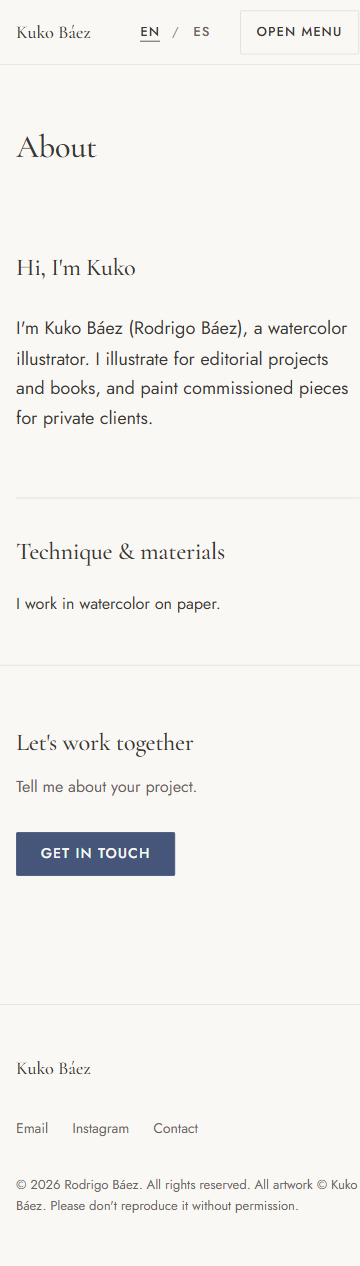 Kuko Báez EN / ES OPEN MENU
About
Hi, I'm Kuko
I'm Kuko Báez (Rodrigo Báez), a watercolor
illustrator. I illustrate for editorial projects
and books, and paint commissioned pieces
for private clients.
Technique & materials
I work in watercolor on paper.
Let's work together
Tell me about your project.
GET IN TOUCH
Kuko Báez
Email Instagram Contact
© 2026 Rodrigo Báez. All rights reserved. All artwork © Kuko
Báez. Please don't reproduce it without permission.